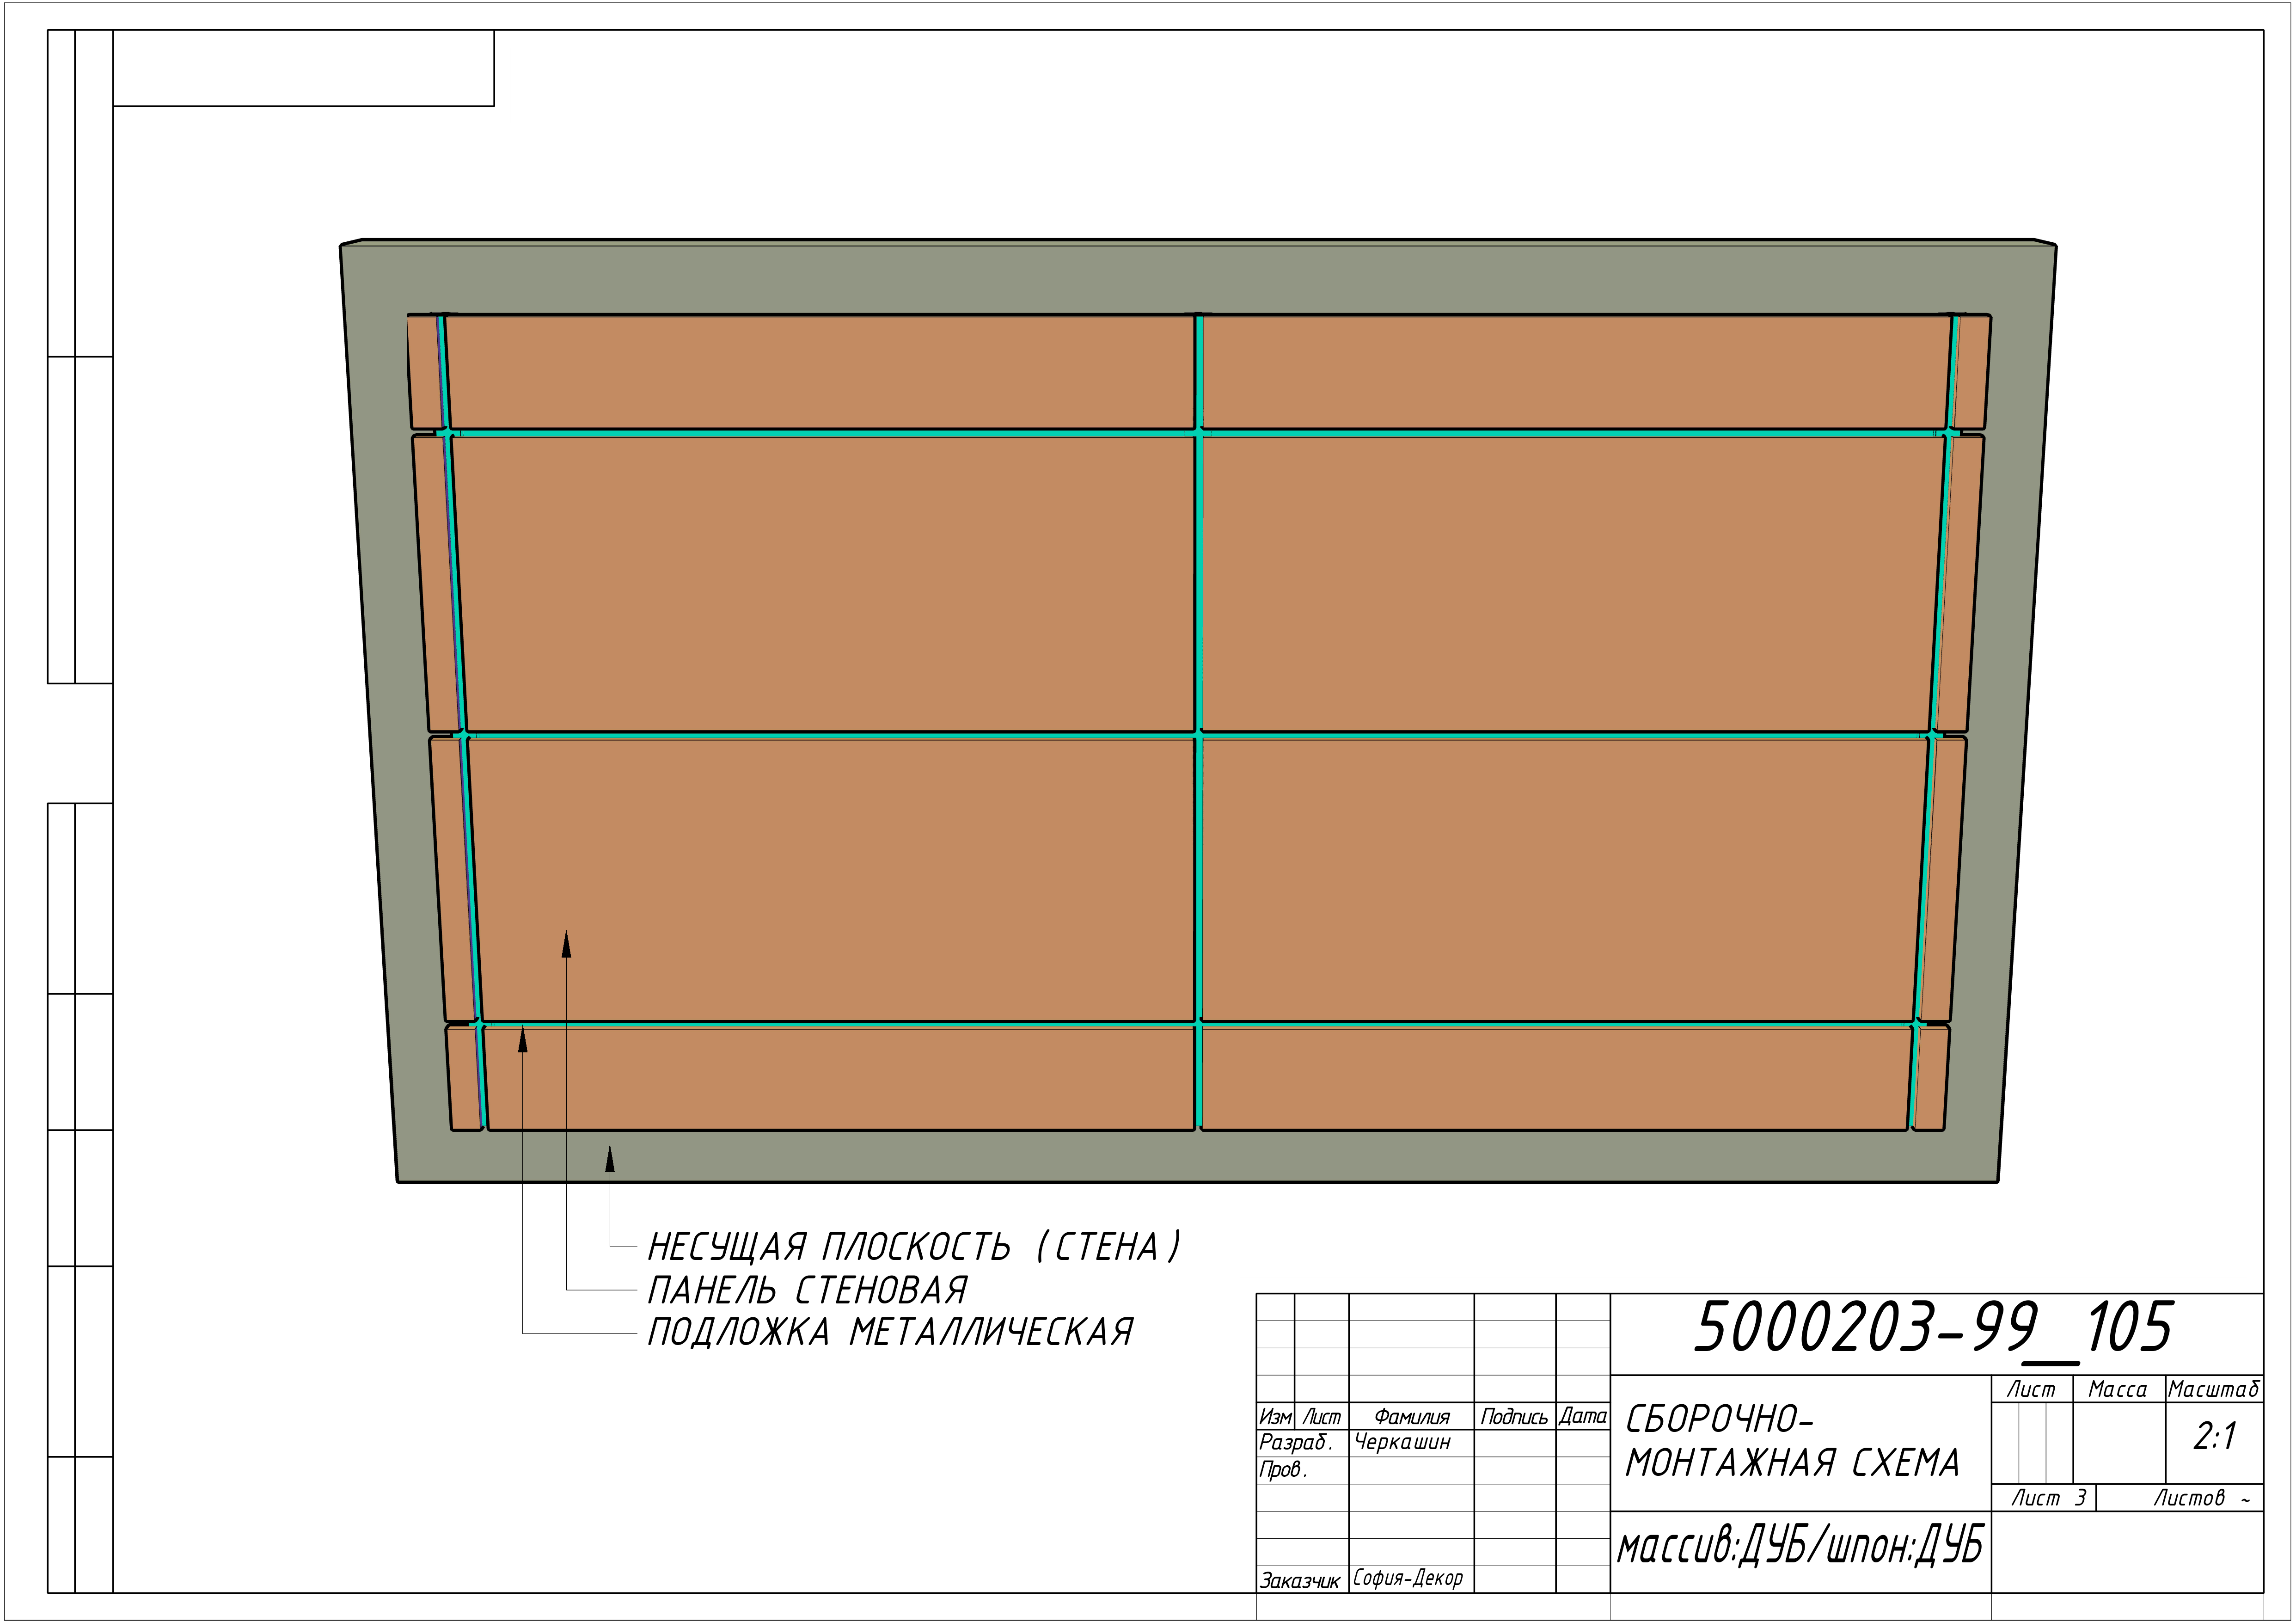 НЕСУЩАЯ ПЛОСКОСТЬ (СТЕНА)
ПАНЕЛЬ СТЕНОВАЯ
ПОДЛОЖКА МЕТАЛЛИЧЕСКАЯ
5000203-99__105
Изм Лист Фамилия Подпись Дата
Разраб. Черкашин
Пров.
Заказчик София-Декор
СБОРОЧНО-
МОНТАЖНАЯ СХЕМА
Лист Масса Масштаб
2:1
Лист 3 Листов ~
массив:ДУБ/шпон:ДУБ